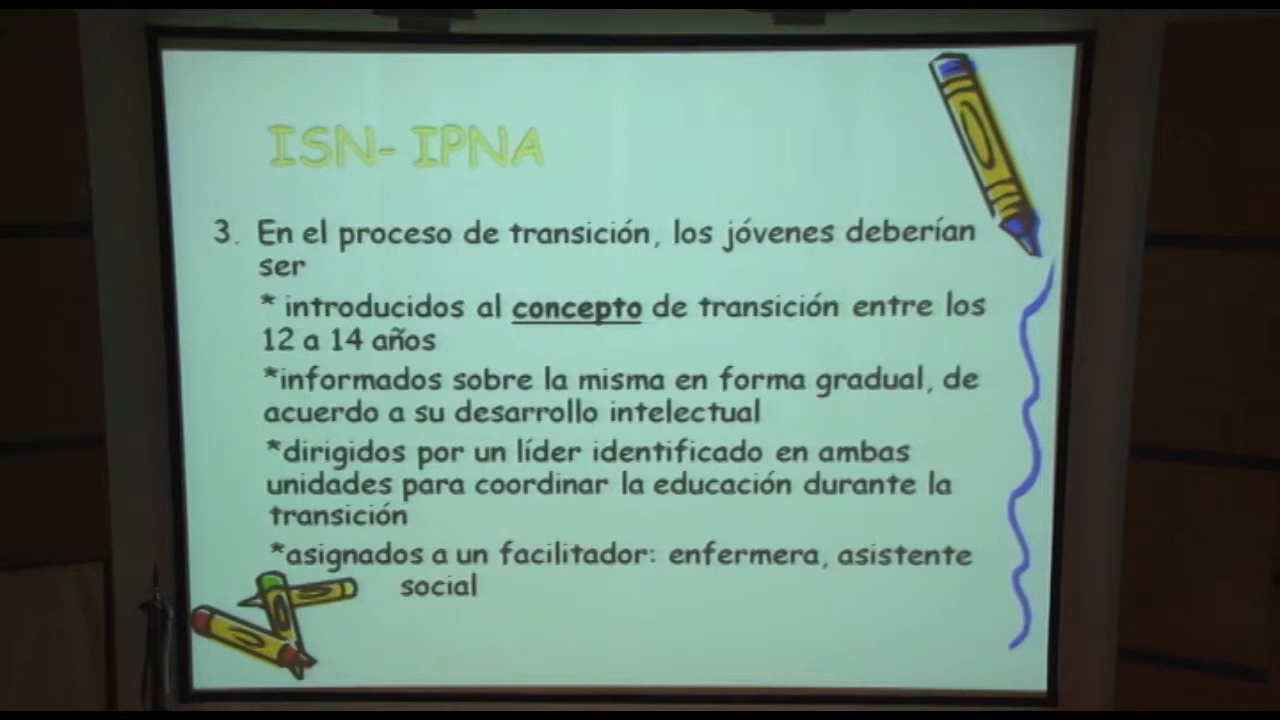 ISN- IPNA
3. En el proceso de transición, los jóvenes deberían
ser
* introducidos al concepto de transición entre los
12 a 14 años
*informados sobre la misma en forma gradual, de
acuerdo a su desarrollo intelectual
*dirigidos por un líder identificado en ambas
unidades para coordinar la educación durante la
transición
*asignados a un facilitador: enfermera, asistente
social